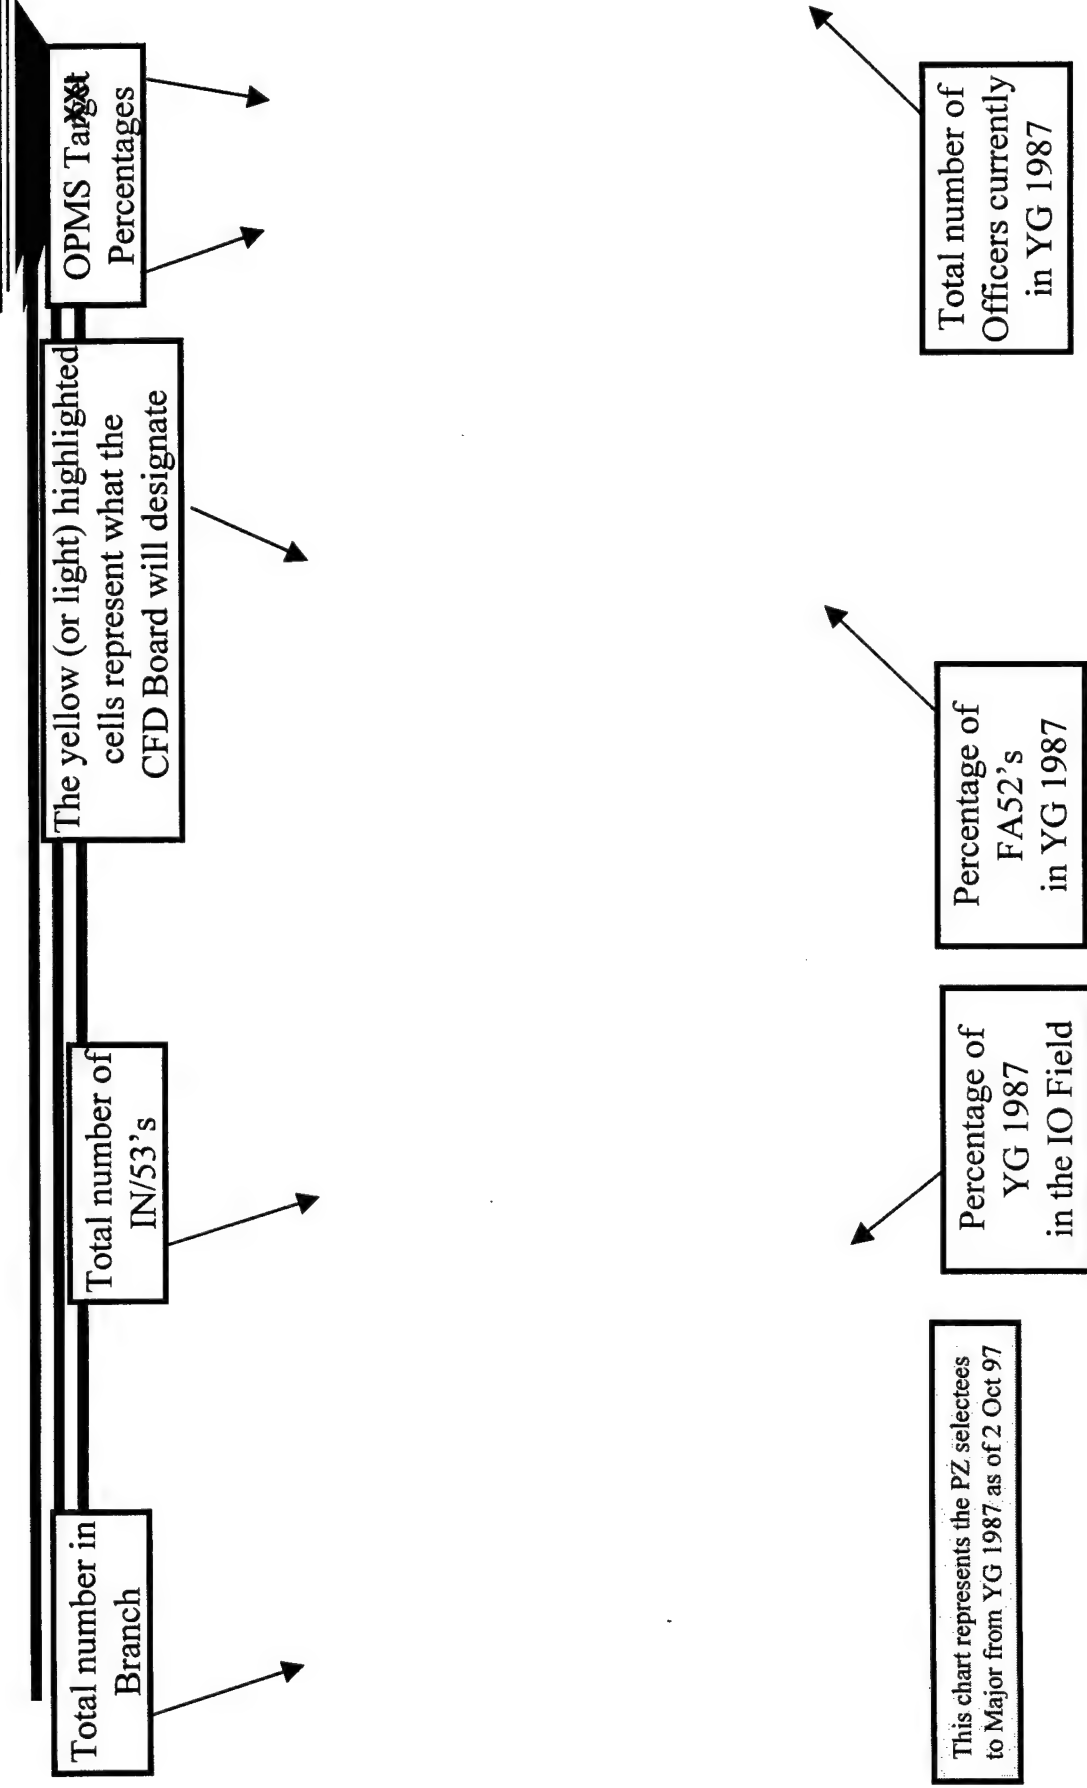 Total number in
Branch
Total number of
IN/53's
The yellow (or light) highlighted
cells represent what the
CFD Board will designate
OPMS Target
Percentages
This chart represents the PZ selectees
to Major from YG 1987 as of 2 Oct 97
Percentage of
YG 1987
in the IO Field
Percentage of
FA52's
in YG 1987
Total number of
Officers currently
in YG 1987